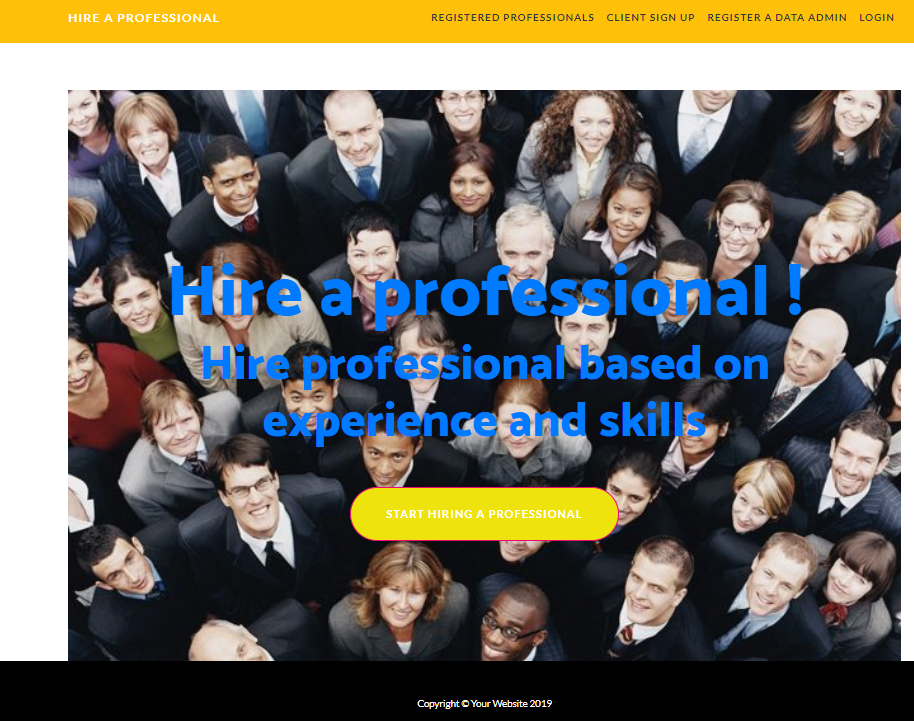 HIRE A PROFESSIONAL
REGISTERED PROFESSIONALS CLIENT SIGN UP REGISTER A DATA ADMIN LOGIN
Hire a professional !
Hire professional based on
experience and skills
START HIRING A PROFESSIONAL
Copyright © Your Website 2019